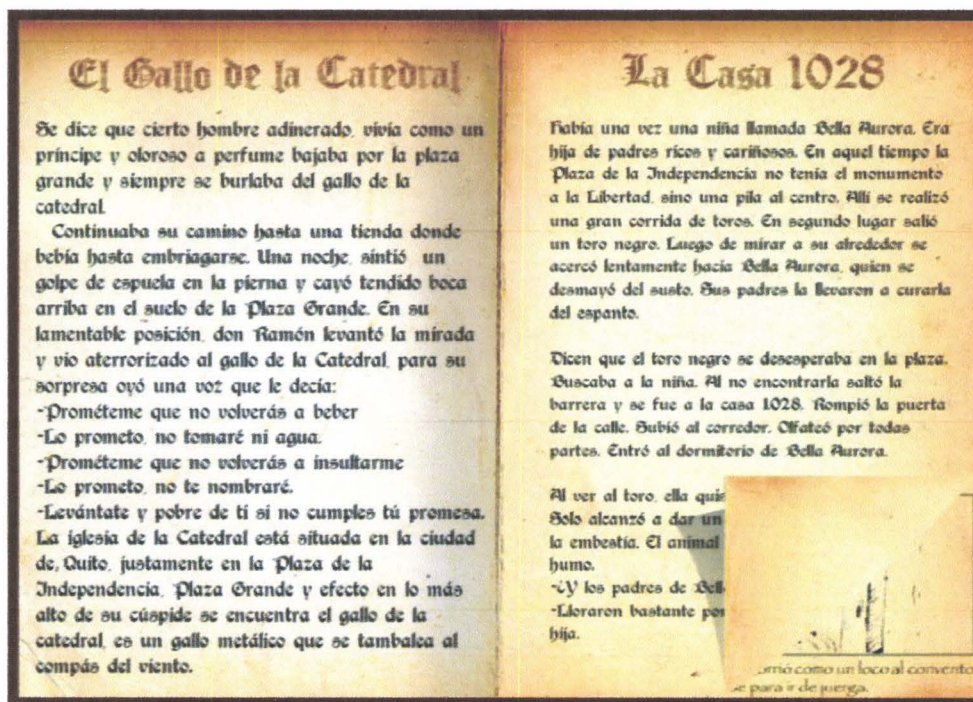 El Gallo de la Catedral
Se dice que cierto hombre adinerado, vivía como un
príncipe y oloroso a perfume bajaba por la plaza
grande y siempre se burlaba del gallo de la
catedral.
Continuaba su camino hasta una tienda donde
bebía hasta embriagarse. Una noche, sintió un
golpe de espuela en la pierna y cayó tendido boca
arriba en el suelo de la Plaza Grande. En su
lamentable posición, don Ramón levantó la mirada
y vio aterrorizado al gallo de la Catedral, para su
sorpresa oyó una voz que le decía:
-Prométeme que no volverás a beber
-Lo prometo, no tomaré ni agua.
-Prométeme que no volverás a insultarme
-Lo prometo, no te nombraré.
-Levántate y pobre de tí si no cumples tú promesa.
La iglesia de la Catedral está situada en la ciudad
de, Quito, justamente en la Plaza de la
Independencia, Plaza Grande y efecto en lo más
alto de su cúspide se encuentra el gallo de la
catedral, es un gallo metálico que se tambalea al
compás del viento.
La Casa 1028
Había una vez una niña llamada Bella Aurora. Era
hija de padres ricos y cariñosos. En aquel tiempo la
Plaza de la Independencia no tenía el monumento
a la Libertad, sino una pila al centro. Allí se realizó
una gran corrida de toros. En segundo lugar salió
un toro negro. Luego de mirar a su alrededor se
acercó lentamente hacia Bella Aurora, quien se
desmayó del susto. Sus padres la llevaron a curarla
del espanto.
Dicen que el toro negro se desesperaba en la plaza.
Buscaba a la niña. Al no encontrarla saltó la
barrera y se fue a la casa 1028. Rompió la puerta
de la calle. Subió al corredor. Olfateó por todas
partes. Entró al dormitorio de Bella Aurora.
Al ver al toro, ella quis
Solo alcanzó a dar un
la embestía. El animal
humo.
-¿Y los padres de Bell
-Lloraron bastante por
hija.
como un loco al convento
para ir de juerga.